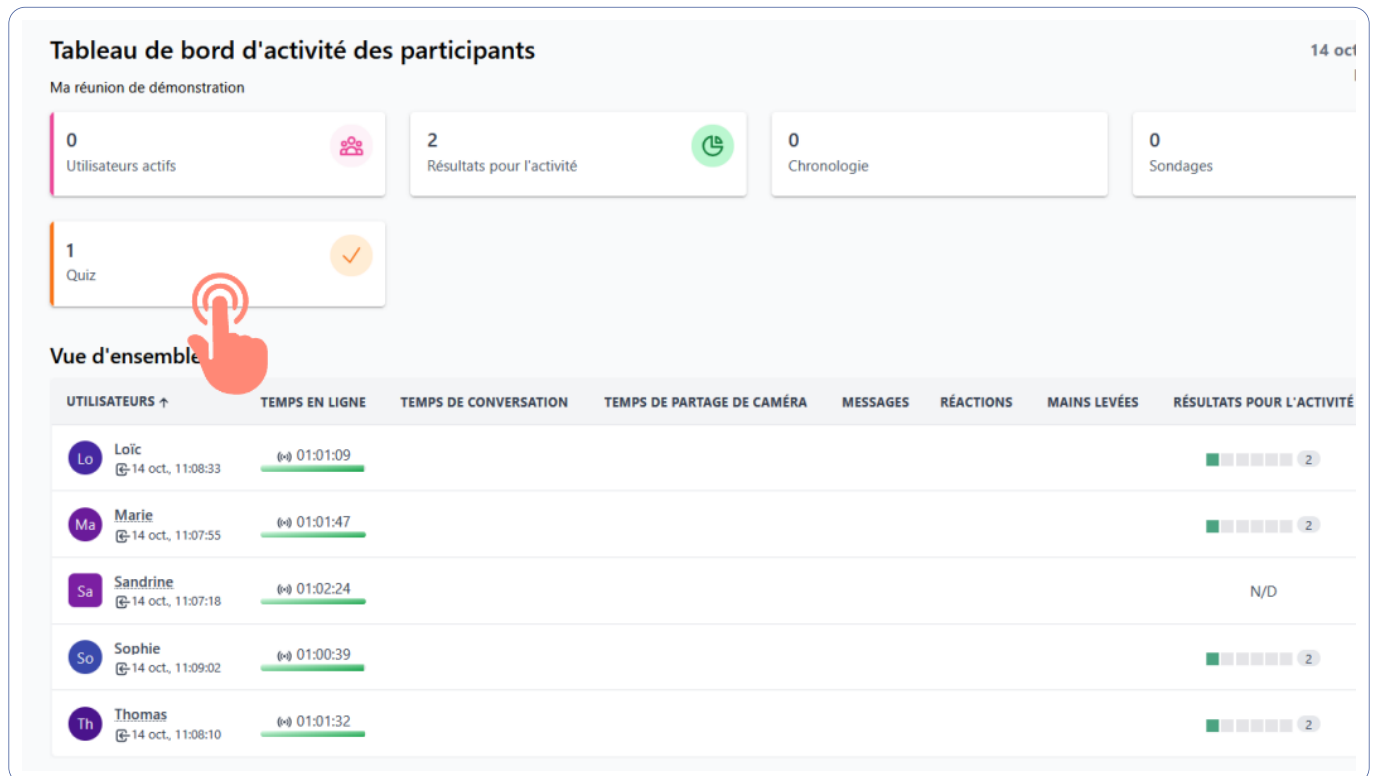 Tableau de bord d'activité des participants
14 oct
Ma réunion de démonstration
0
Utilisateurs actifs
2
Résultats pour l'activité
0
Chronologie
0
Sondages
1
Quiz
Vue d'ensemble
UTILISATEURS ↑ TEMPS EN LIGNE TEMPS DE CONVERSATION TEMPS DE PARTAGE DE CAMÉRA MESSAGES RÉACTIONS MAINS LEVÉES RÉSULTATS POUR L'ACTIVITÉ
Lo Loïc 01:01:09 2
14 oct., 11:08:33
Ma Marie 01:01:47 2
14 oct., 11:07:55
Sa Sandrine 01:02:24 N/D
14 oct., 11:07:18
So Sophie 01:00:39 2
14 oct., 11:09:02
Th Thomas 01:01:32 2
14 oct., 11:08:10